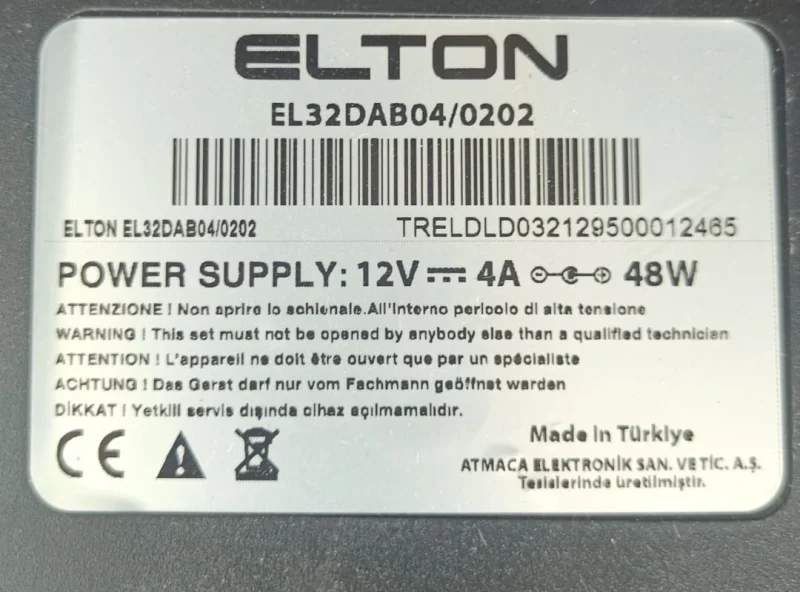 ELTON
EL32DAB04/0202
ELTON EL32DAB04/0202 TRELDLD032129500012465
POWER SUPPLY: 12V 4A 48W
ATTENZIONE ! Non aprire lo schienale.All'Interno pericolo di alta tensione
WARNING ! This set must not be opened by anybody else than a qualified technician
ATTENTION ! L'appareil ne doit être ouvert que par un spécialiste
ACHTUNG ! Das Gerat darf nur vom Fachmann geöffnet warden
DİKKAT ! Yetkili servis dışında cihaz açılmamalıdır.
CE
Made in Türkiye
ATMACA ELEKTRONİK SAN. VE TİC. A.Ş.
Tesislerinde üretilmiştir.